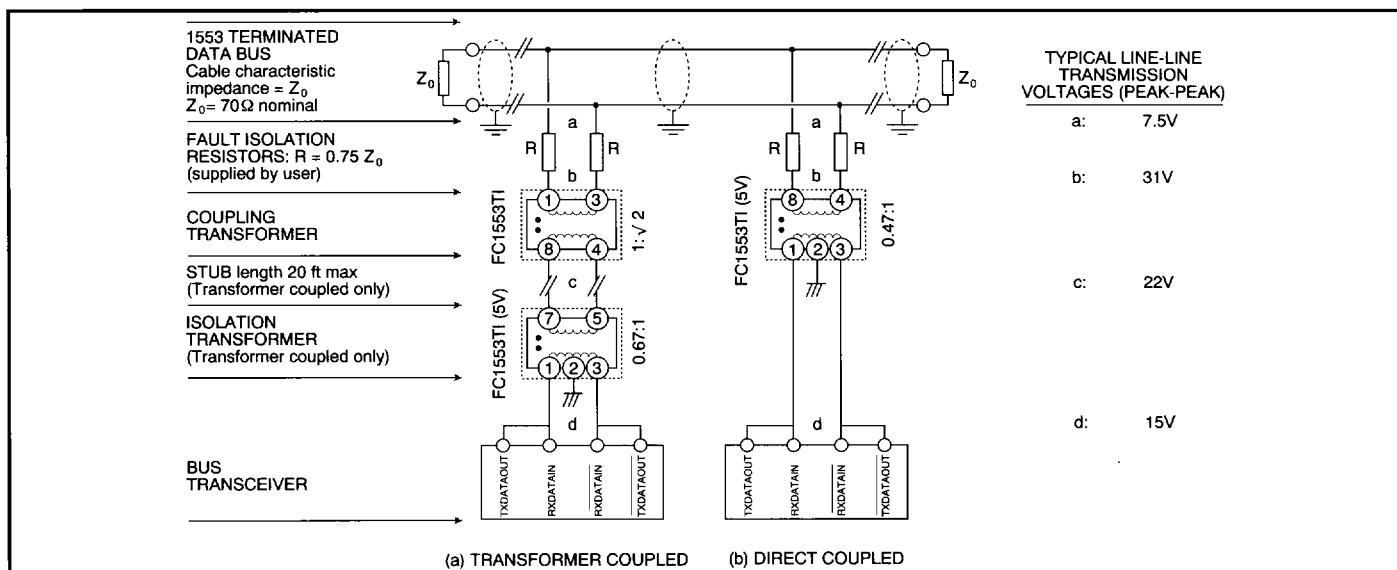 1553 TERMINATED
DATA BUS
Cable characteristic
impedance = Z₀
Z₀= 70Ω nominal
FAULT ISOLATION
RESISTORS: R = 0.75 Z₀
(supplied by user)
COUPLING
TRANSFORMER
STUB length 20 ft max
(Transformer coupled only)
ISOLATION
TRANSFORMER
(Transformer coupled only)
BUS
TRANSCEIVER
Z₀
Z₀
a
R
R
b
FC1553TI
1
3
8
4
1:√2
c
FC1553TI (5V)
7
5
1
2
3
0.67:1
d
TXDATAOUT
RXDATAIN
R̅X̅D̅A̅T̅A̅I̅N̅
T̅X̅D̅A̅T̅A̅O̅U̅T̅
(a) TRANSFORMER COUPLED
a
R
R
b
FC1553TI (5V)
8
4
1
2
3
0.47:1
d
TXDATAOUT
RXDATAIN
R̅X̅D̅A̅T̅A̅I̅N̅
T̅X̅D̅A̅T̅A̅O̅U̅T̅
(b) DIRECT COUPLED
TYPICAL LINE-LINE
TRANSMISSION
VOLTAGES (PEAK-PEAK)
a: 7.5V
b: 31V
c: 22V
d: 15V